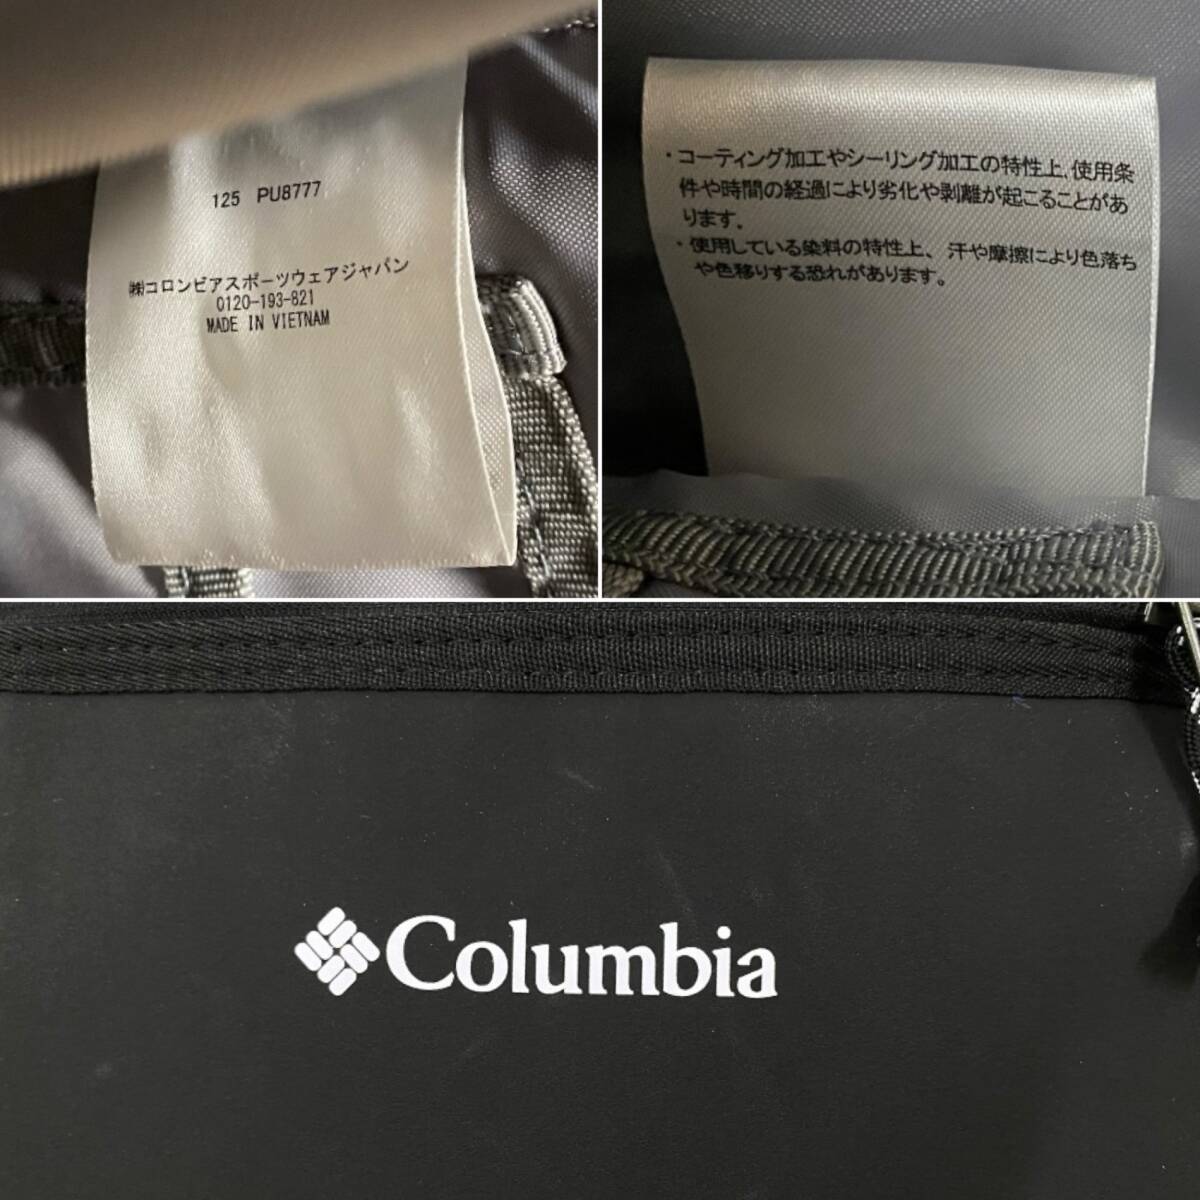 125 PU8777
㈱コロンビアスポーツウェアジャパン
0120-193-821
MADE IN VIETNAM
・コーティング加工やシーリング加工の特性上、使用条
件や時間の経過により劣化や剥離が起こることがあ
ります。
・使用している染料の特性上、汗や摩擦により色落ち
や色移りする恐れがあります。
Columbia